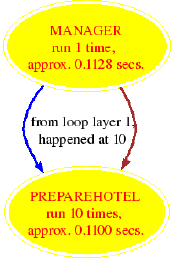 MANAGER
run 1 time,
approx. 0.1128 secs.
from loop layer 1,
happened at 10
PREPAREHOTEL
run 10 times,
approx. 0.1100 secs.